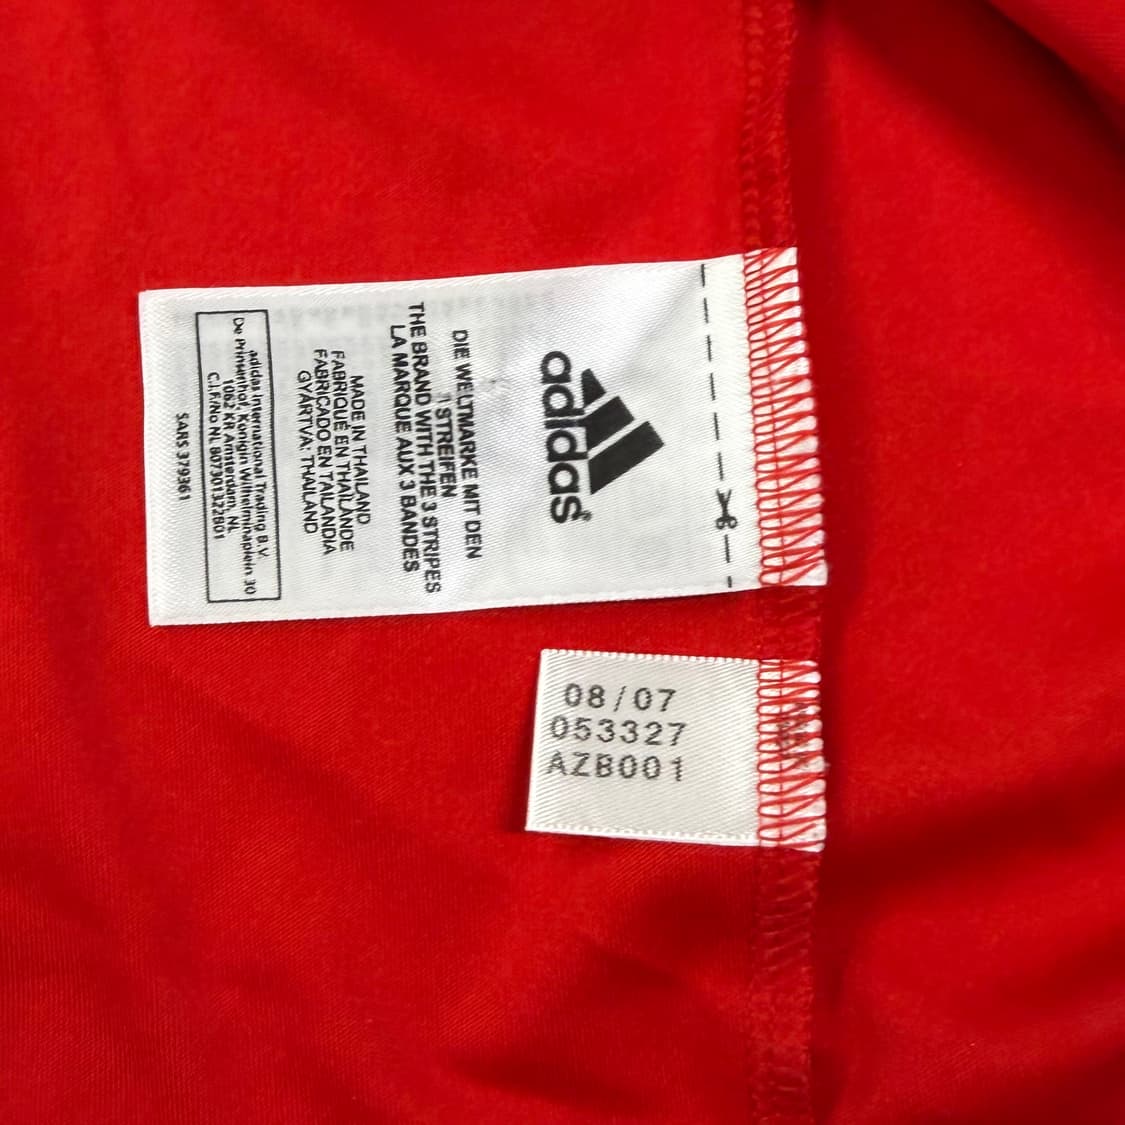 adidas®
DIE WELTMARKE MIT DEN
3 STREIFEN
THE BRAND WITH THE 3 STRIPES
LA MARQUE AUX 3 BANDES
MADE IN THAILAND
FABRIQUÉ EN THAÏLANDE
FABRICADO EN TAILANDIA
GYÁRTVA: THAILAND
adidas International Trading B.V.
De Prinsenhof, Koningin Wilhelminaplein 30
1062 KR Amsterdam, NL
C.I.F./No NL 807301322B01
SARS 379361
08/07
053327
AZB001